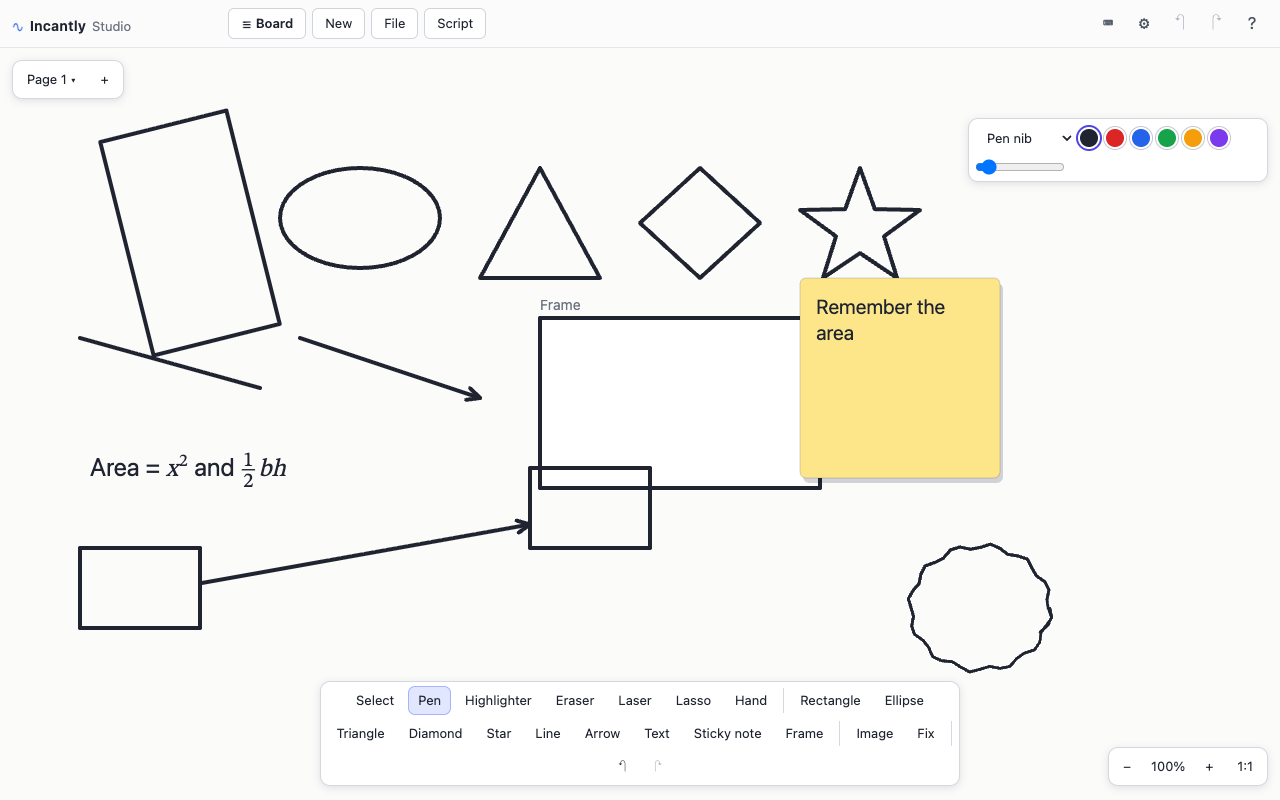 Incantly Studio
≡ Board New File Script
?
Page 1 ▾ +
Pen nib
Frame
Remember the
area
Area = x² and 1/2 bh
Select Pen Highlighter Eraser Laser Lasso Hand Rectangle Ellipse
Triangle Diamond Star Line Arrow Text Sticky note Frame Image Fix
− 100% + 1:1